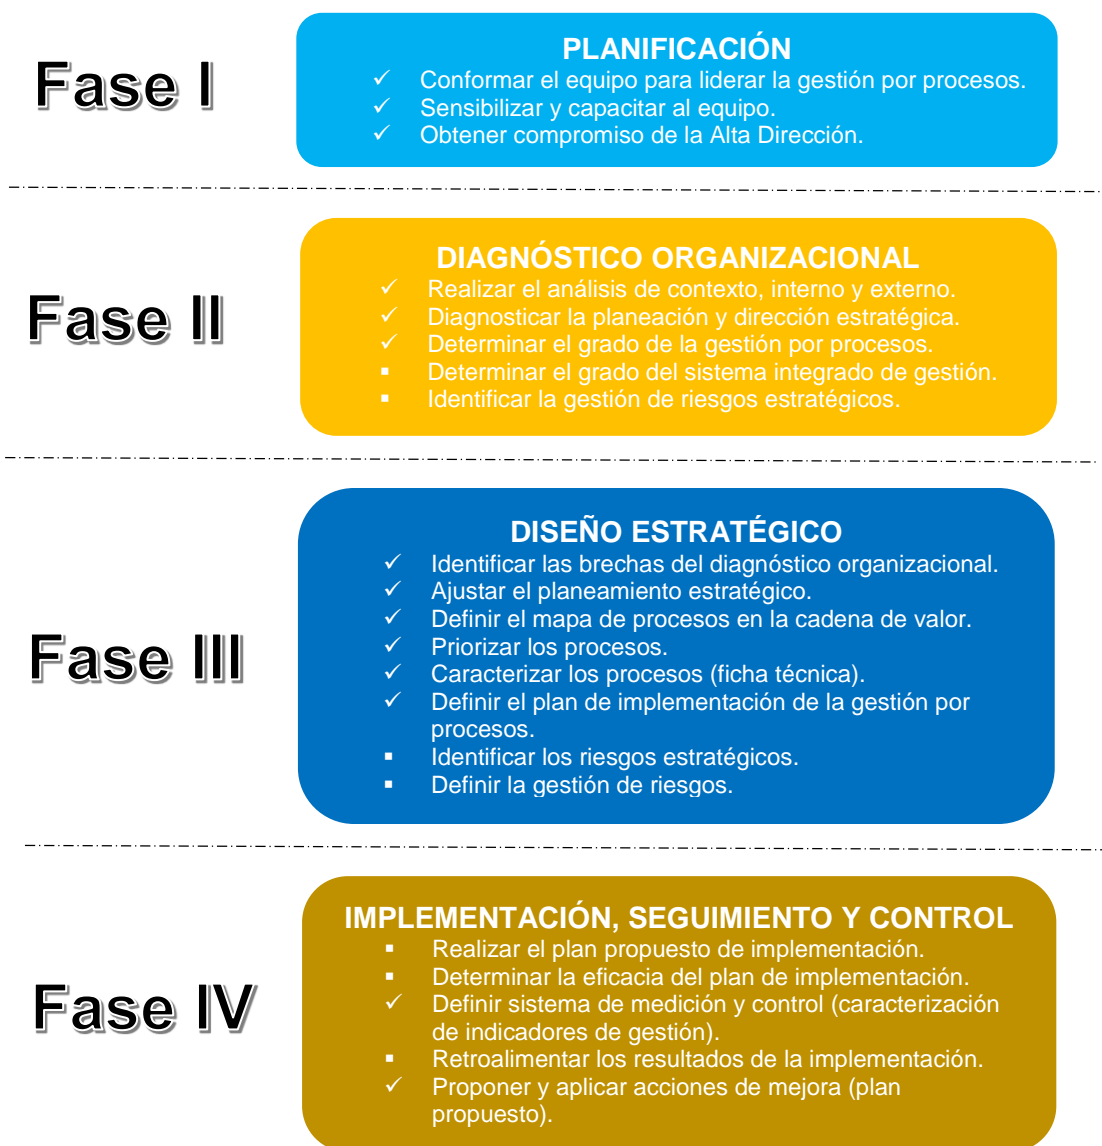 Fase I
PLANIFICACIÓN
✓ Conformar el equipo para liderar la gestión por procesos.
✓ Sensibilizar y capacitar al equipo.
✓ Obtener compromiso de la Alta Dirección.
Fase II
DIAGNÓSTICO ORGANIZACIONAL
✓ Realizar el análisis de contexto, interno y externo.
✓ Diagnosticar la planeación y dirección estratégica.
✓ Determinar el grado de la gestión por procesos.
▪ Determinar el grado del sistema integrado de gestión.
▪ Identificar la gestión de riesgos estratégicos.
Fase III
DISEÑO ESTRATÉGICO
✓ Identificar las brechas del diagnóstico organizacional.
✓ Ajustar el planeamiento estratégico.
✓ Definir el mapa de procesos en la cadena de valor.
✓ Priorizar los procesos.
✓ Caracterizar los procesos (ficha técnica).
✓ Definir el plan de implementación de la gestión por
procesos.
▪ Identificar los riesgos estratégicos.
▪ Definir la gestión de riesgos.
Fase IV
IMPLEMENTACIÓN, SEGUIMIENTO Y CONTROL
▪ Realizar el plan propuesto de implementación.
▪ Determinar la eficacia del plan de implementación.
✓ Definir sistema de medición y control (caracterización
de indicadores de gestión).
▪ Retroalimentar los resultados de la implementación.
✓ Proponer y aplicar acciones de mejora (plan
propuesto).